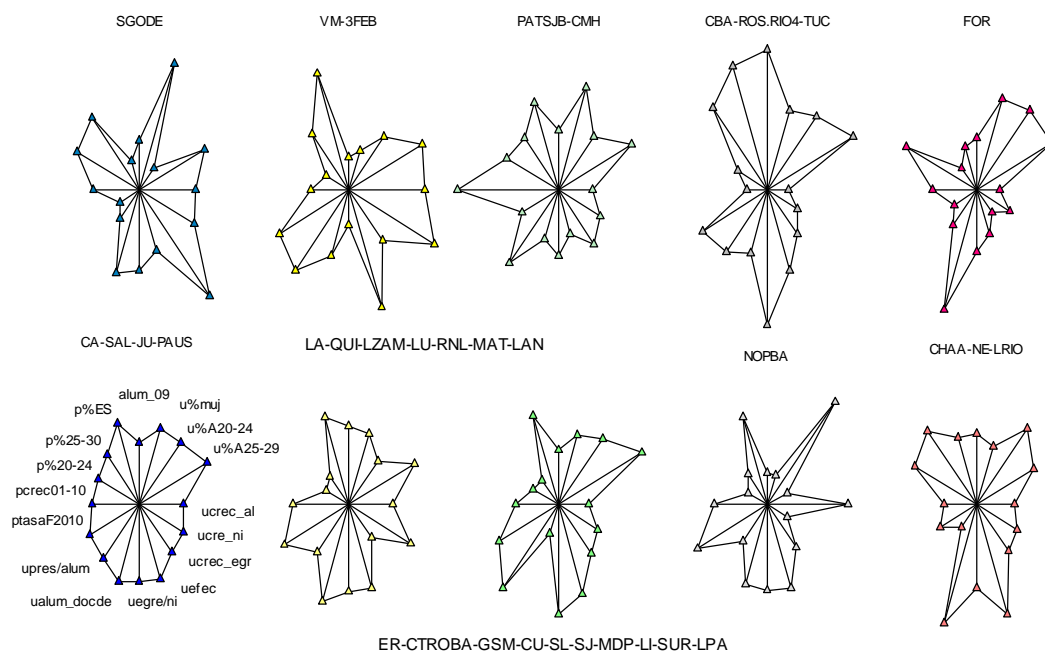 SGODE
VM-3FEB
PATSJB-CMH
CBA-ROS.RIO4-TUC
FOR
CA-SAL-JU-PAUS
LA-QUI-LZAM-LU-RNL-MAT-LAN
NOPBA
CHAA-NE-LRIO
alum_09
p%ES
u%muj
p%25-30
u%A20-24
p%20-24
u%A25-29
pcrec01-10
ptasaF2010
ucrec_al
ucre_ni
upres/alum
ucrec_egr
ualum_docde
uegre/ni
uefec
ER-CTROBA-GSM-CU-SL-SJ-MDP-LI-SUR-LPA